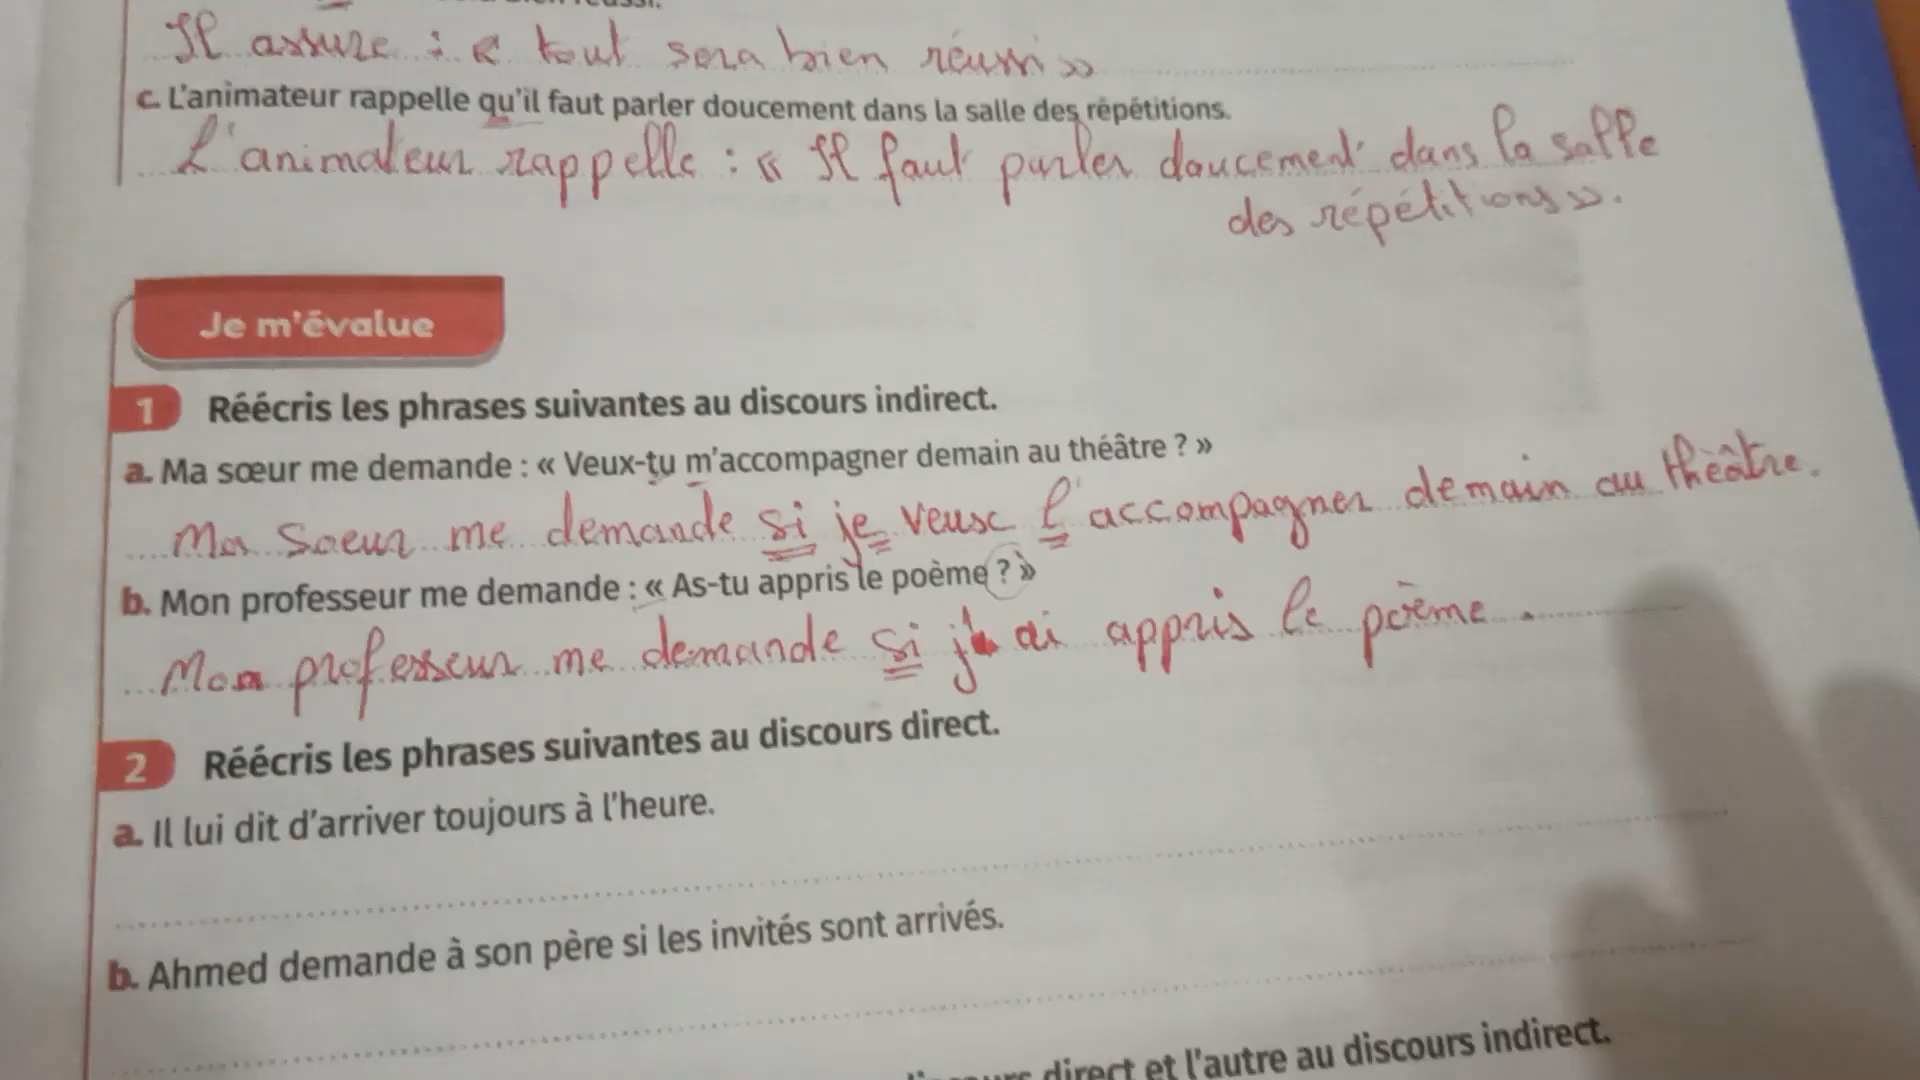 réussi.
Il assure : « tout sera bien réussi »
c. L'animateur rappelle qu'il faut parler doucement dans la salle des répétitions.
L'animateur rappelle : « Il faut parler doucement dans la salle
des répétitions ».
Je m'évalue
1 Réécris les phrases suivantes au discours indirect.
a. Ma sœur me demande : « Veux-tu m'accompagner demain au théâtre ? »
Ma Soeur me demande si je veux l'accompagner demain au théâtre.
b. Mon professeur me demande : « As-tu appris le poème ? »
Mon professeur me demande si j'ai appris le poème.
2 Réécris les phrases suivantes au discours direct.
a. Il lui dit d'arriver toujours à l'heure.
b. Ahmed demande à son père si les invités sont arrivés.
direct et l'autre au discours indirect.